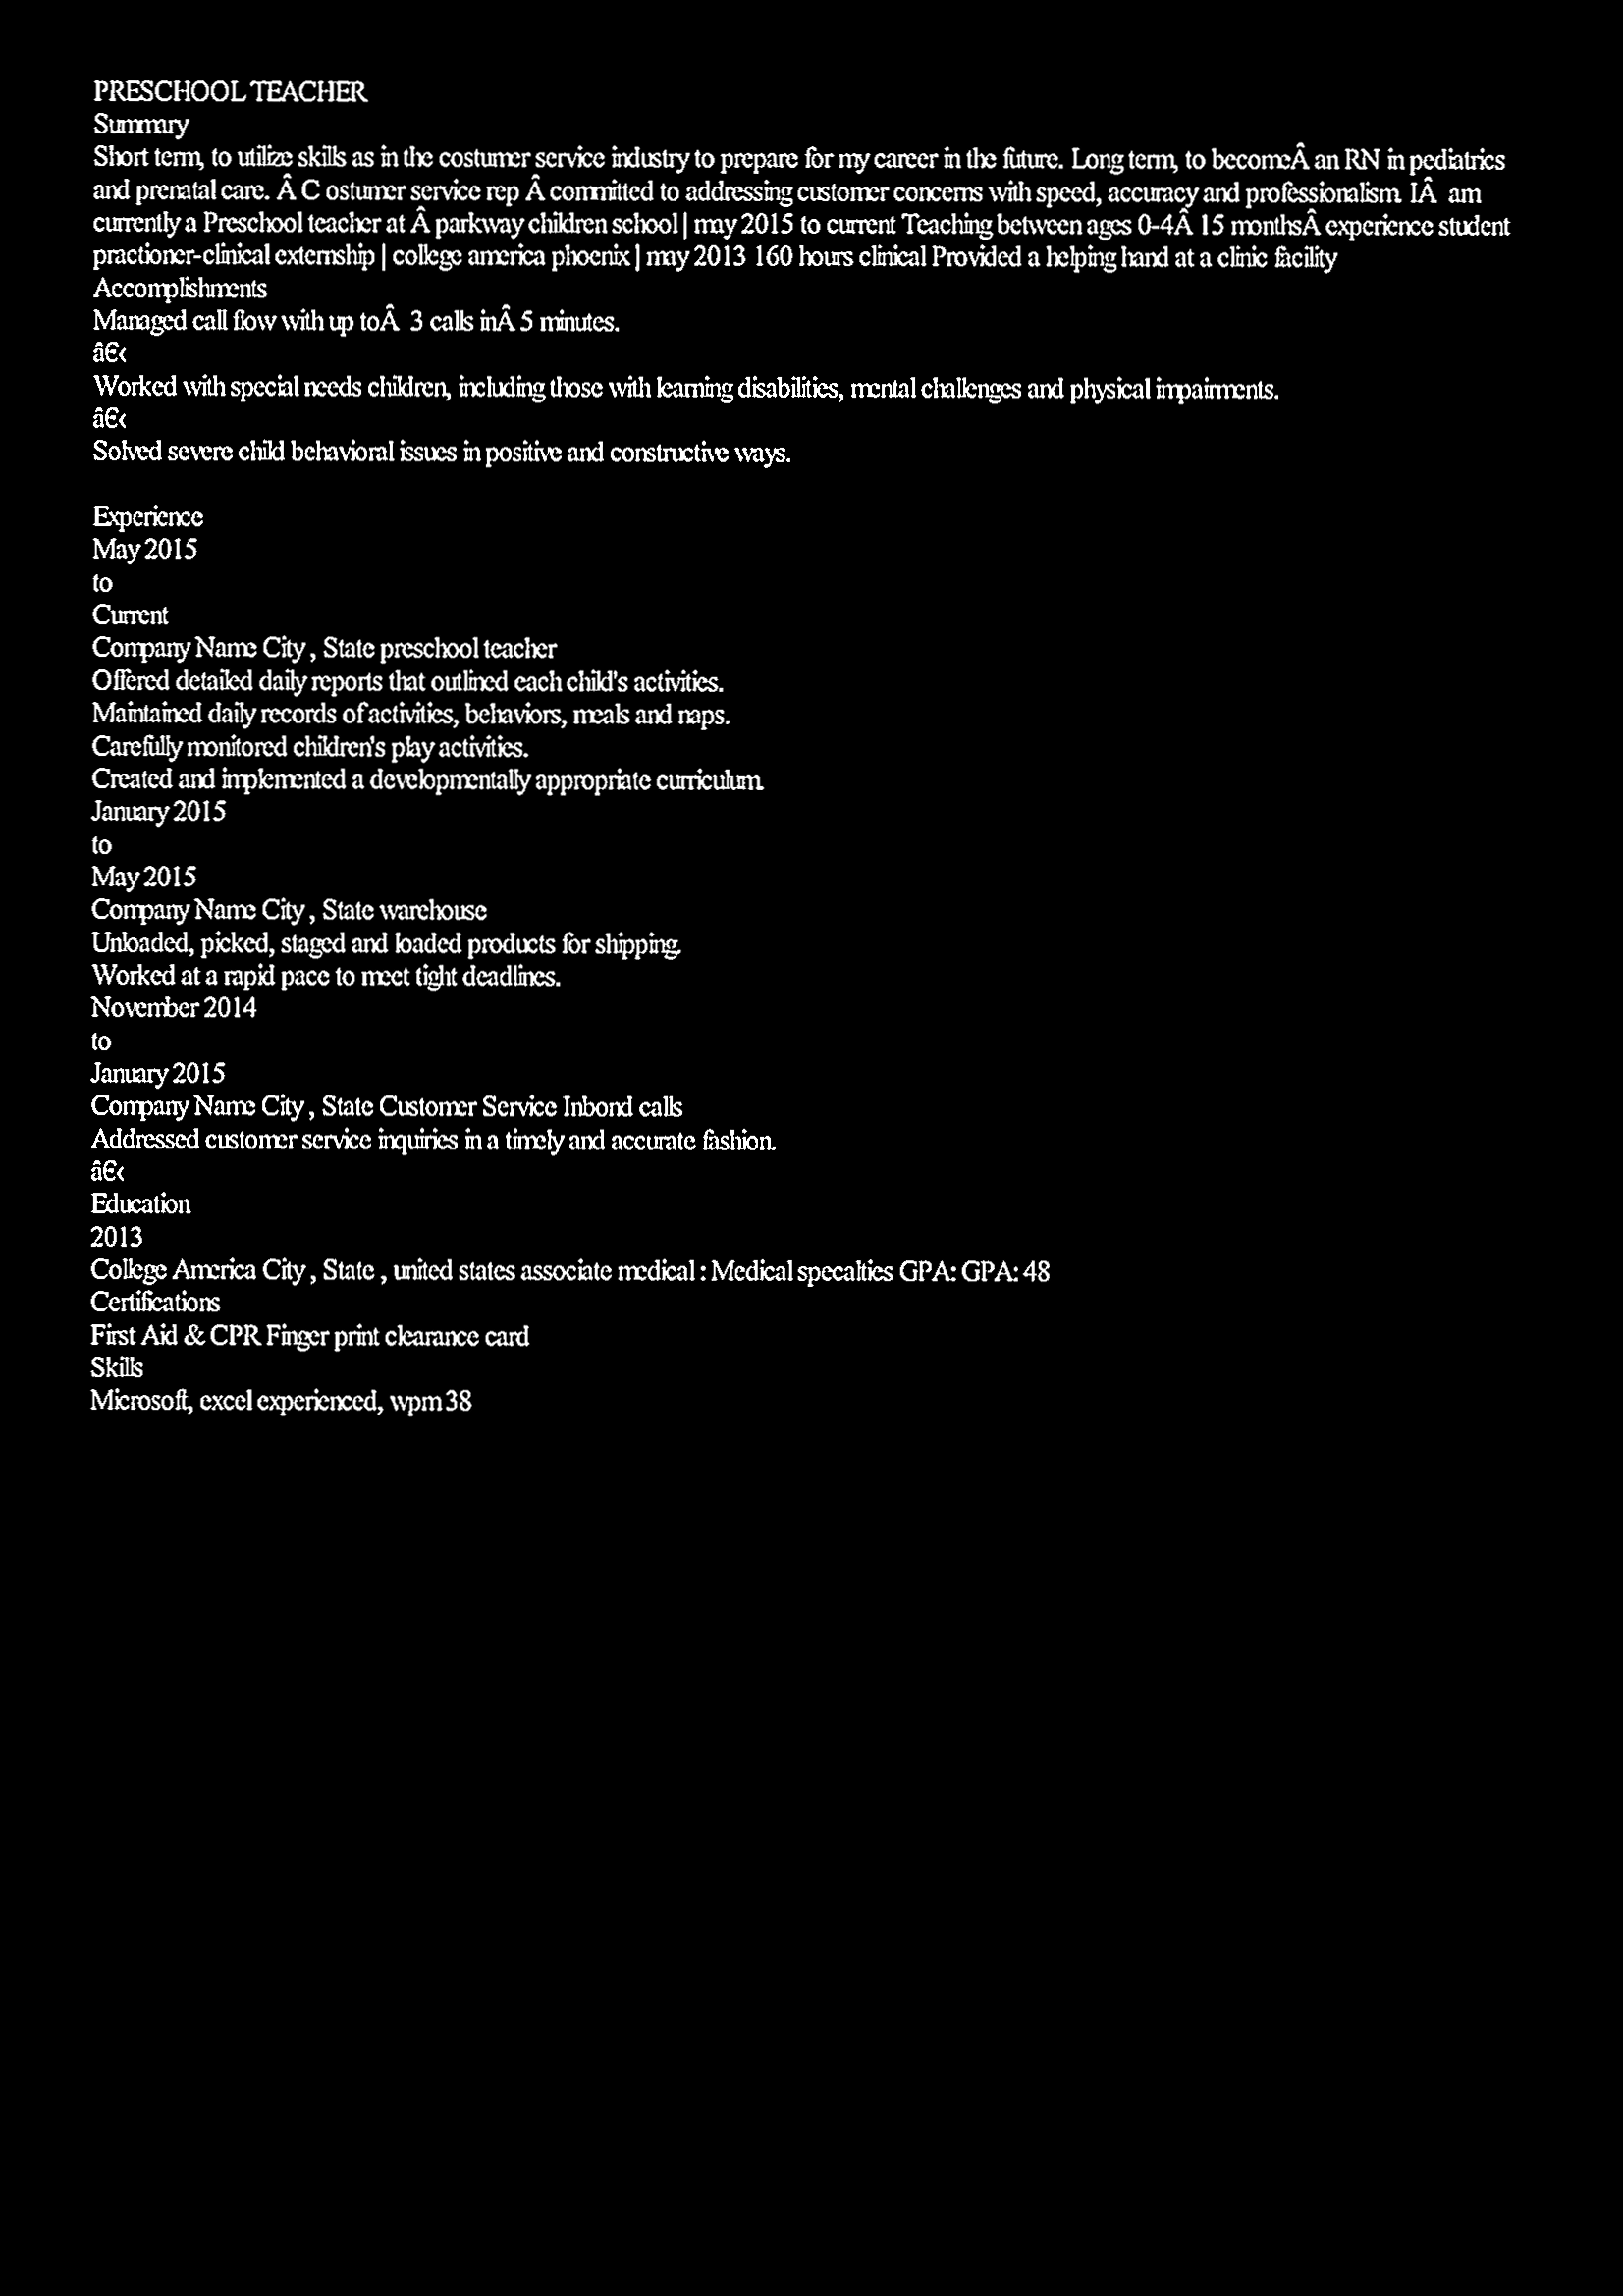 PRESCHOOL TEACHER
Summary
Short term, to utilize skills as in the costumer service industry to prepare for my career in the future. Long term, to becomeÂ an RN in pediatrics
and prenatal care. Â C ostumer service rep Â committed to addressing customer concerns with speed, accuracy and professionalism. IÂ  am
currently a Preschool teacher at Â parkway children school | may 2015 to current Teaching between ages 0-4Â 15 monthsÂ experience student
practioner-clinical externship | college america phoenix | may 2013 160 hours clinical Provided a helping hand at a clinic facility
Accomplishments
Managed call flow with up toÂ  3 calls inÂ 5 minutes.
â€‹
Worked with special needs children, including those with learning disabilities, mental challenges and physical impairments.
â€‹
Solved severe child behavioral issues in positive and constructive ways.
Experience
May 2015
to
Current
Company Name City , State preschool teacher
Offered detailed daily reports that outlined each child's activities.
Maintained daily records of activities, behaviors, meals and naps.
Carefully monitored children's play activities.
Created and implemented a developmentally appropriate curriculum.
January 2015
to
May 2015
Company Name City , State warehouse
Unloaded, picked, staged and loaded products for shipping.
Worked at a rapid pace to meet tight deadlines.
November 2014
to
January 2015
Company Name City , State Customer Service Inbond calls
Addressed customer service inquiries in a timely and accurate fashion.
â€‹
Education
2013
College America City , State , united states associate medical : Medical specalties GPA: GPA: 48
Certifications
First Aid & CPR Finger print clearance card
Skills
Microsoft, excel experienced, wpm 38